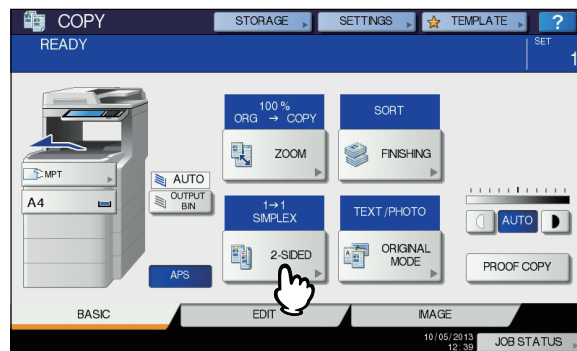 COPY
STORAGE
SETTINGS
TEMPLATE
?
READY
SET
1
100 %
ORG → COPY
ZOOM
SORT
FINISHING
MPT
A4
AUTO
OUTPUT
BIN
1→1
SIMPLEX
2-SIDED
TEXT/PHOTO
ORIGINAL
MODE
AUTO
PROOF COPY
APS
BASIC
EDIT
IMAGE
10/05/2013
12:39
JOB STATUS